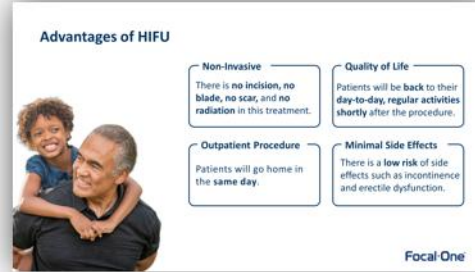 Advantages of HIFU
Non-Invasive
There is no incision, no
blade, no scar, and no
radiation in this treatment.
Quality of Life
Patients will be back to their
day-to-day, regular activities
shortly after the procedure.
Outpatient Procedure
Patients will go home in
the same day.
Minimal Side Effects
There is a low risk of side
effects such as incontinence
and erectile dysfunction.
Focal·One